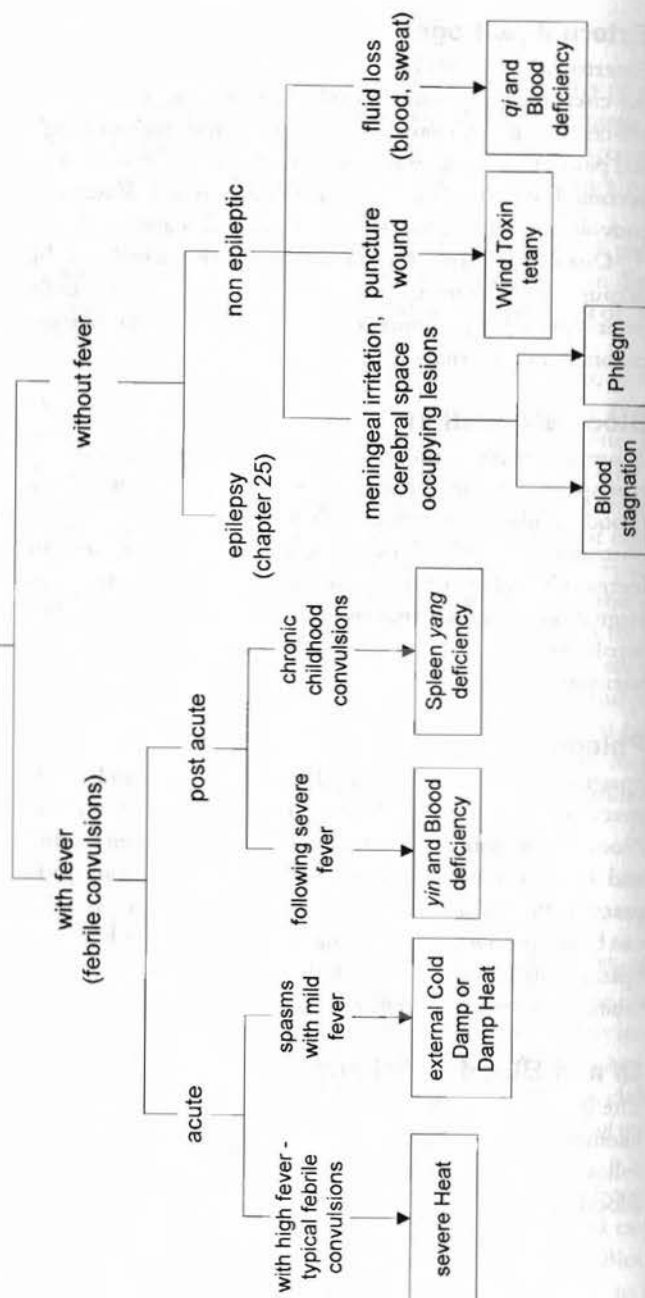 with fever
(febrile convulsions)
without fever
acute
post acute
epilepsy
(chapter 25)
non epileptic
with high fever -
typical febrile
convulsions
spasms
with mild
fever
following severe
fever
chronic
childhood
convulsions
meningeal irritation,
cerebral space
occupying lesions
puncture
wound
fluid loss
(blood, sweat)
severe Heat
external Cold
Damp or
Damp Heat
yin and Blood
deficiency
Spleen yang
deficiency
Blood
stagnation
Phlegm
Wind Toxin
tetany
qi and
Blood
deficiency